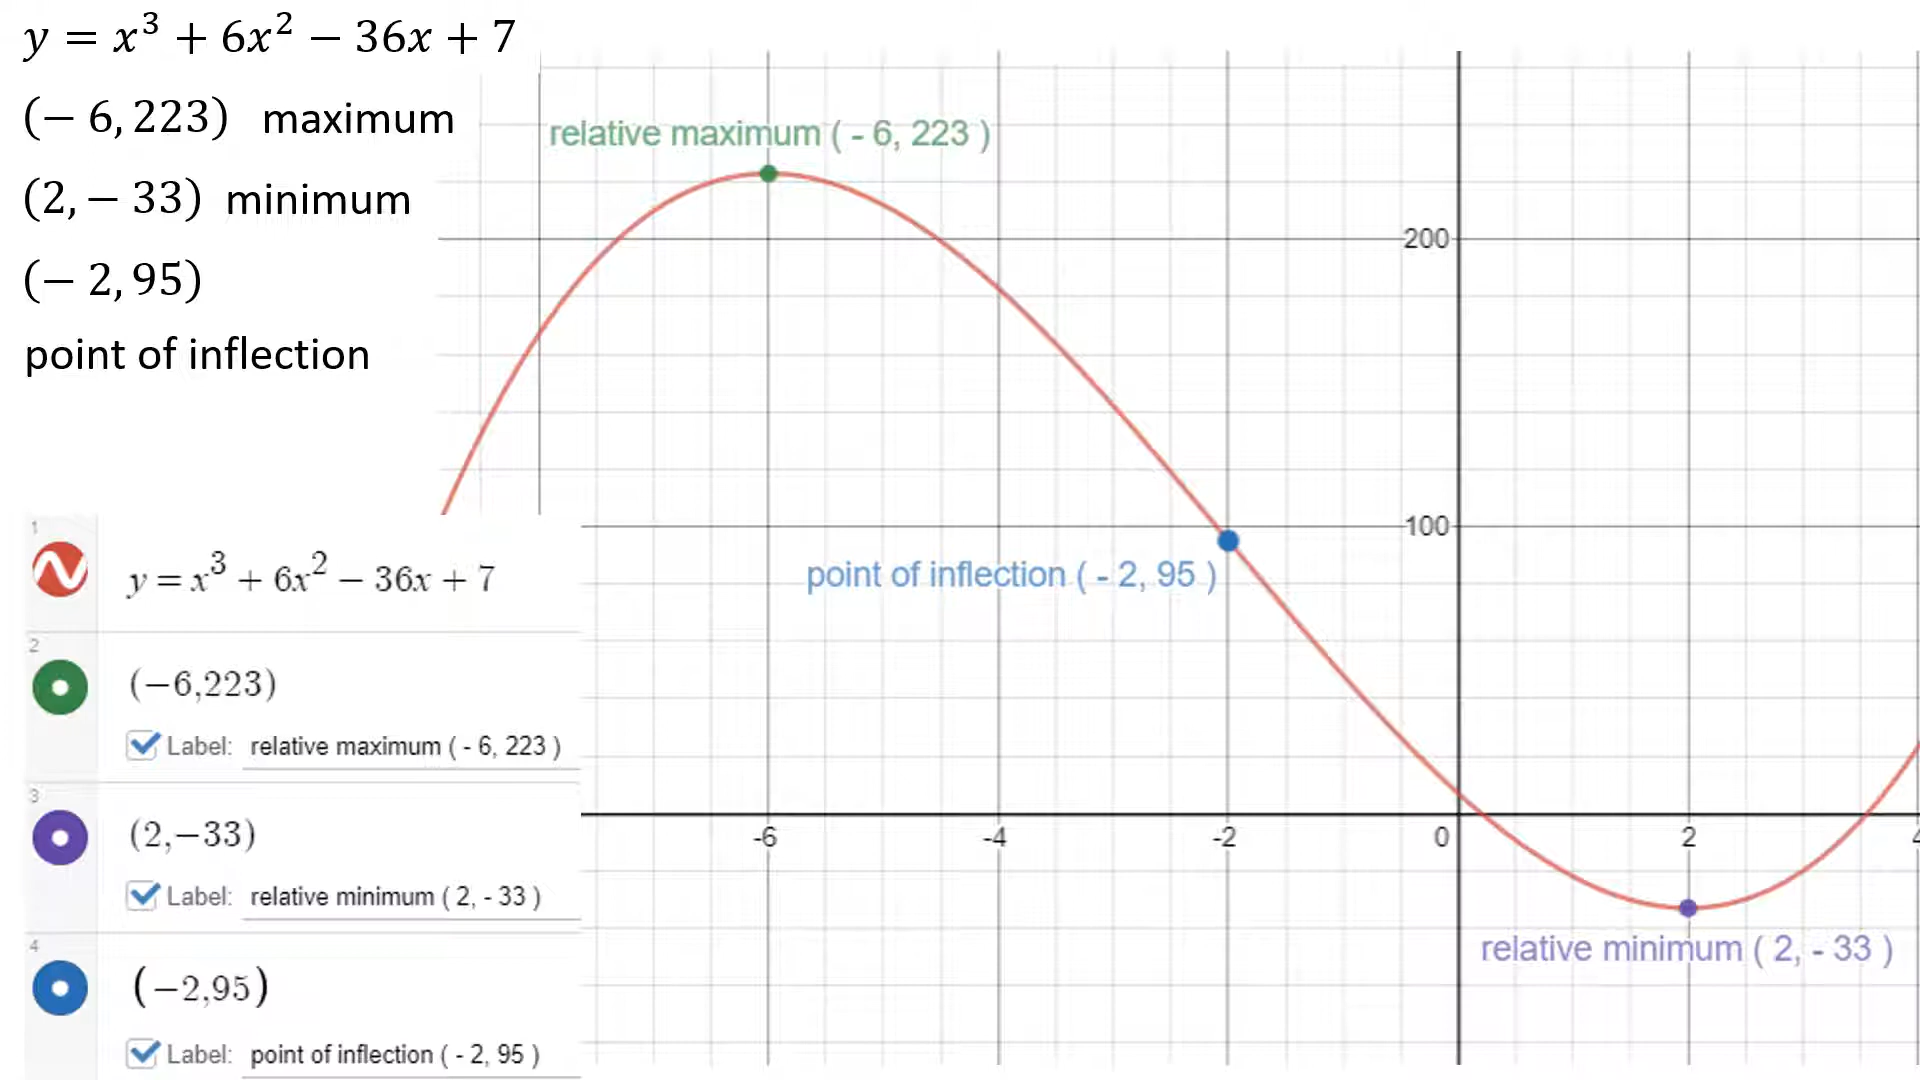 y = x³ + 6x² − 36x + 7
(− 6, 223) maximum
(2, − 33) minimum
(− 2, 95)
point of inflection
relative maximum ( - 6, 223 )
200
100
point of inflection ( - 2, 95 )
-6 -4 -2 0 2 4
relative minimum ( 2, - 33 )
1
y = x³ + 6x² − 36x + 7
2
(−6,223)
Label: relative maximum ( - 6, 223 )
3
(2,−33)
Label: relative minimum ( 2, - 33 )
4
(−2,95)
Label: point of inflection ( - 2, 95 )